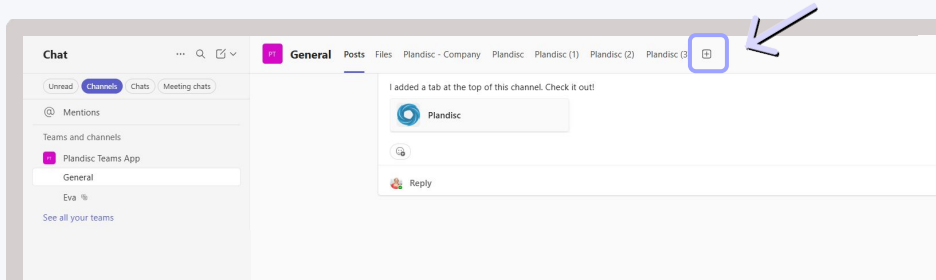 Chat
PT General Posts Files Plandisc - Company Plandisc Plandisc (1) Plandisc (2) Plandisc (3
Unread Channels Chats Meeting chats
@ Mentions
Teams and channels
Plandisc Teams App
General
Eva
See all your teams
I added a tab at the top of this channel. Check it out!
Plandisc
Reply